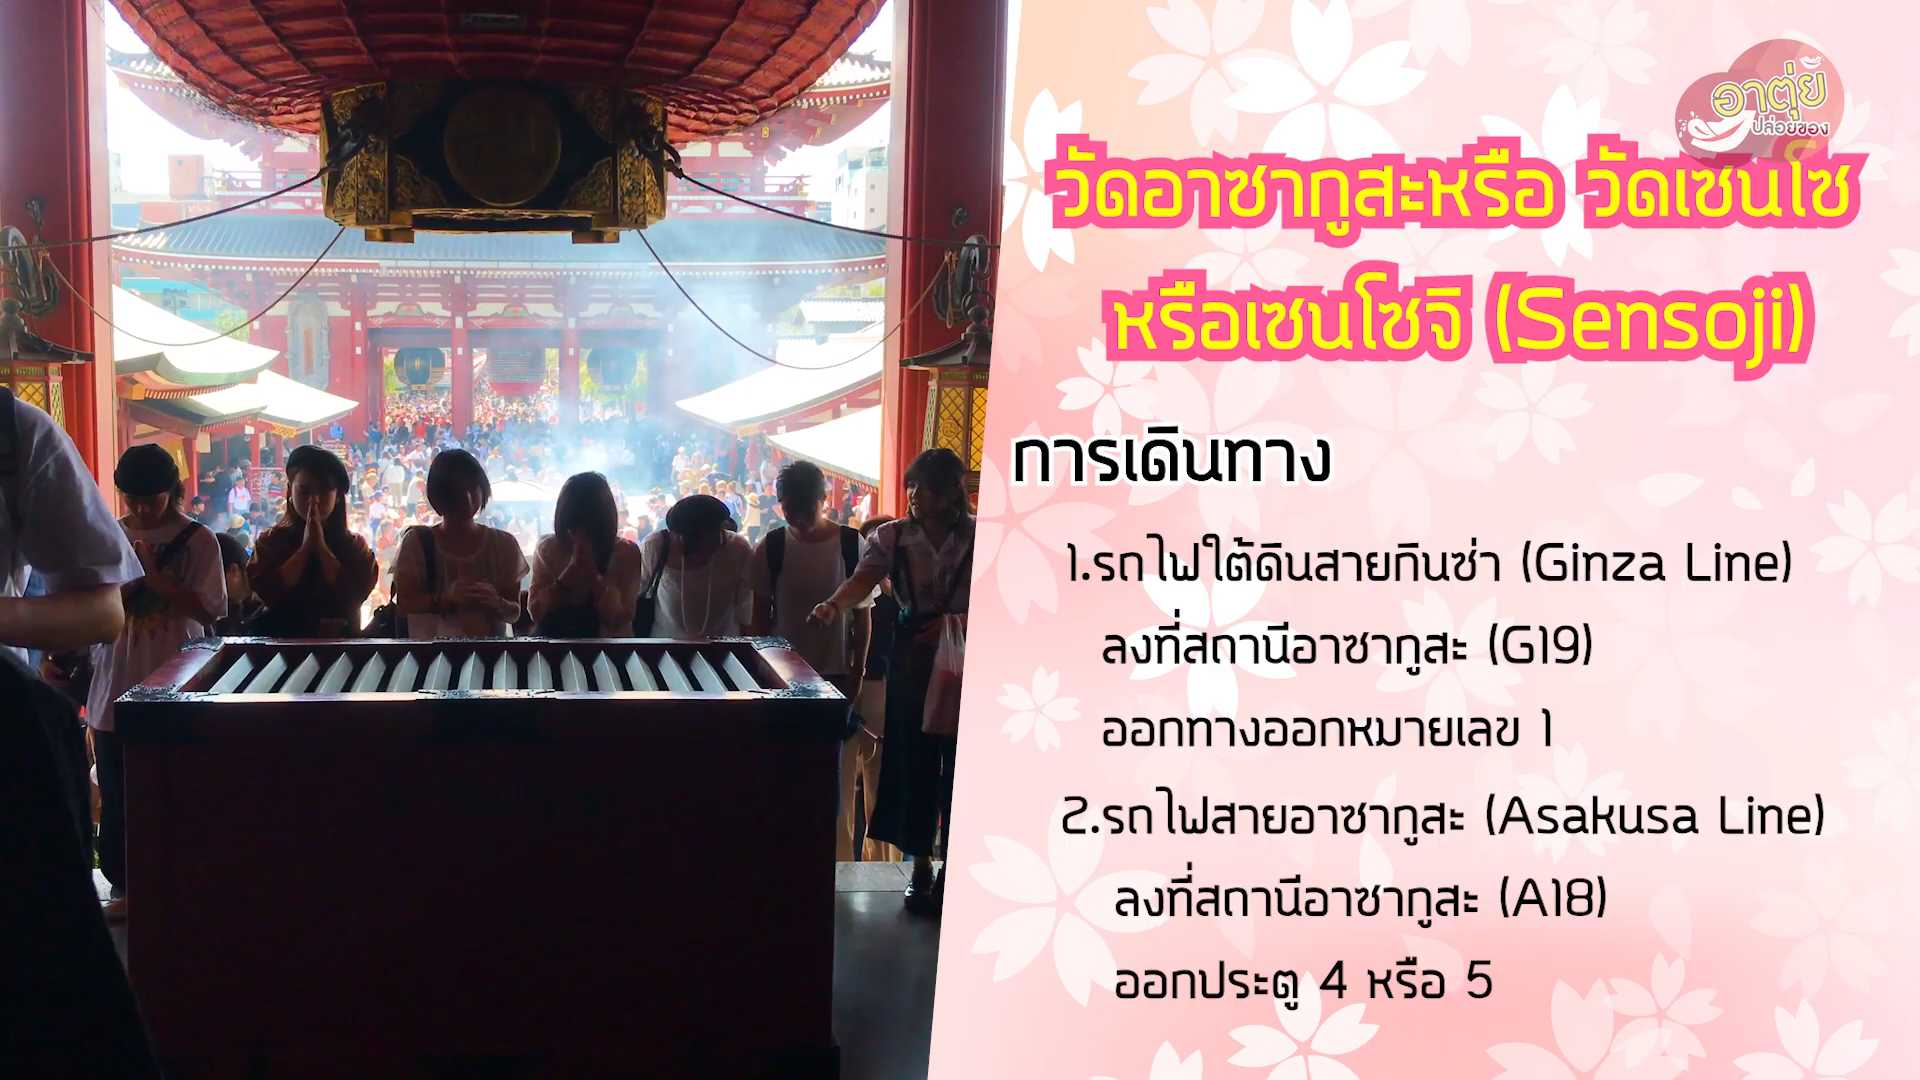 อาตุ่ย
ปล่อยของ
วัดอาซากูสะหรือ วัดเซนโซ
หรือเซนโซจิ (Sensoji)
การเดินทาง
1.รถไฟใต้ดินสายกินซ่า (Ginza Line)
ลงที่สถานีอาซากูสะ (G19)
ออกทางออกหมายเลข 1
2.รถไฟสายอาซากูสะ (Asakusa Line)
ลงที่สถานีอาซากูสะ (A18)
ออกประตู 4 หรือ 5